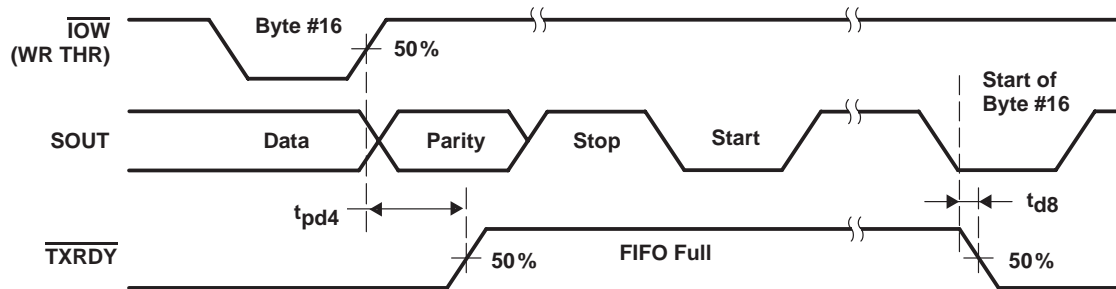 IOW
(WR THR)
Byte #16
50%
Start of
Byte #16
SOUT
Data
Parity
Stop
Start
tpd4
td8
TXRDY
50%
FIFO Full
50%